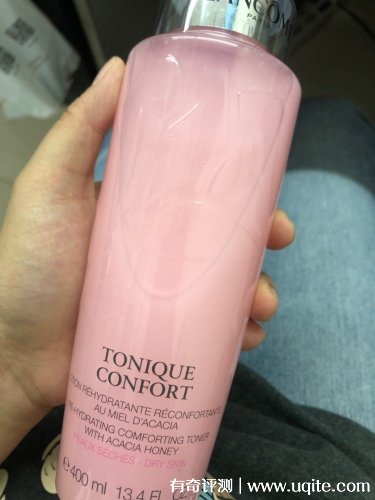 LANCÔME
PARIS
TONIQUE
CONFORT
LOTION RÉHYDRATANTE RÉCONFORTANTE
AU MIEL D'ACACIA
REHYDRATING COMFORTING TONER
WITH ACACIA HONEY
PEAUX SÈCHES - DRY SKIN
℮ 400 ml 13.4 FL
有奇评测 | www.uqite.com